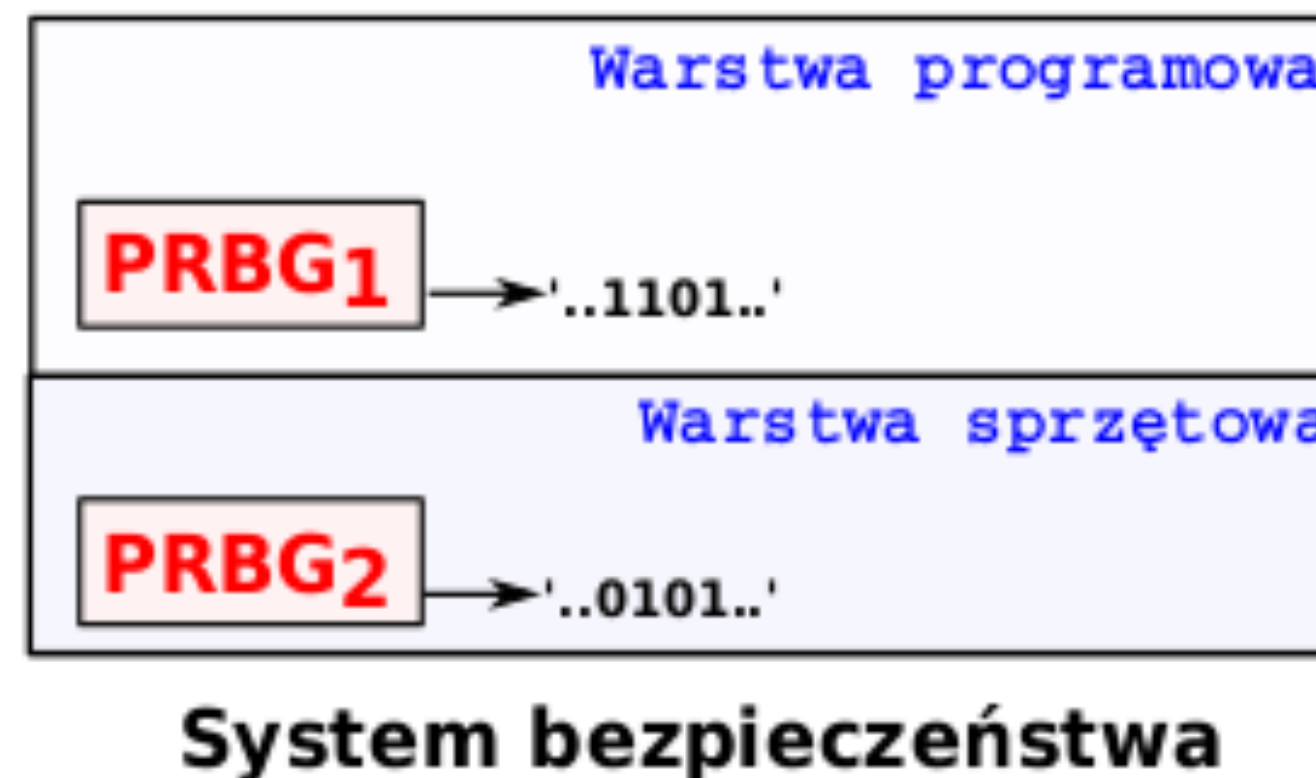 Warstwa programowa
PRBG1
'..1101..'
Warstwa sprzętowa
PRBG2
'..0101..'
System bezpieczeństwa